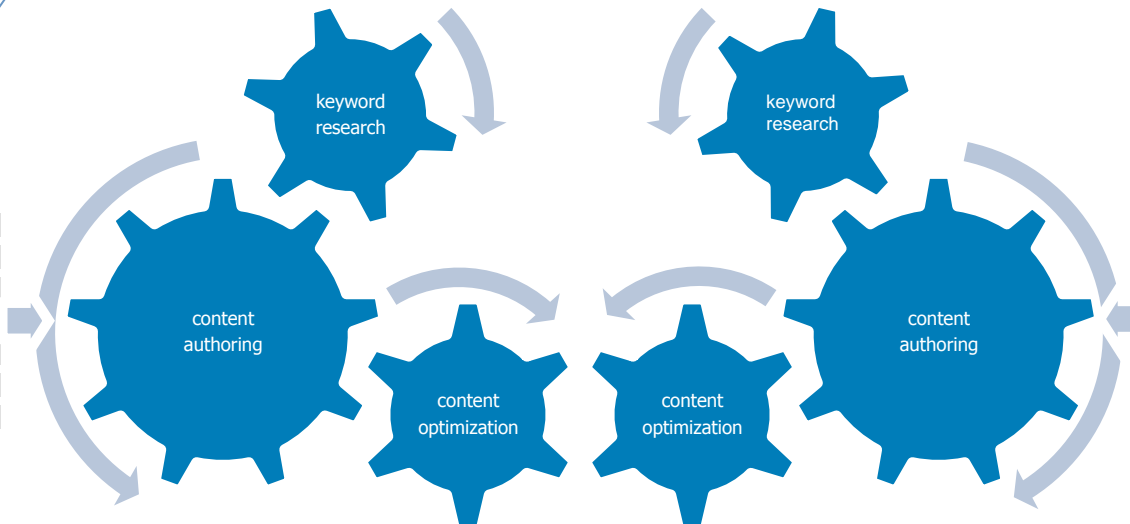 keyword
research
keyword
research
content
authoring
content
authoring
content
optimization
content
optimization